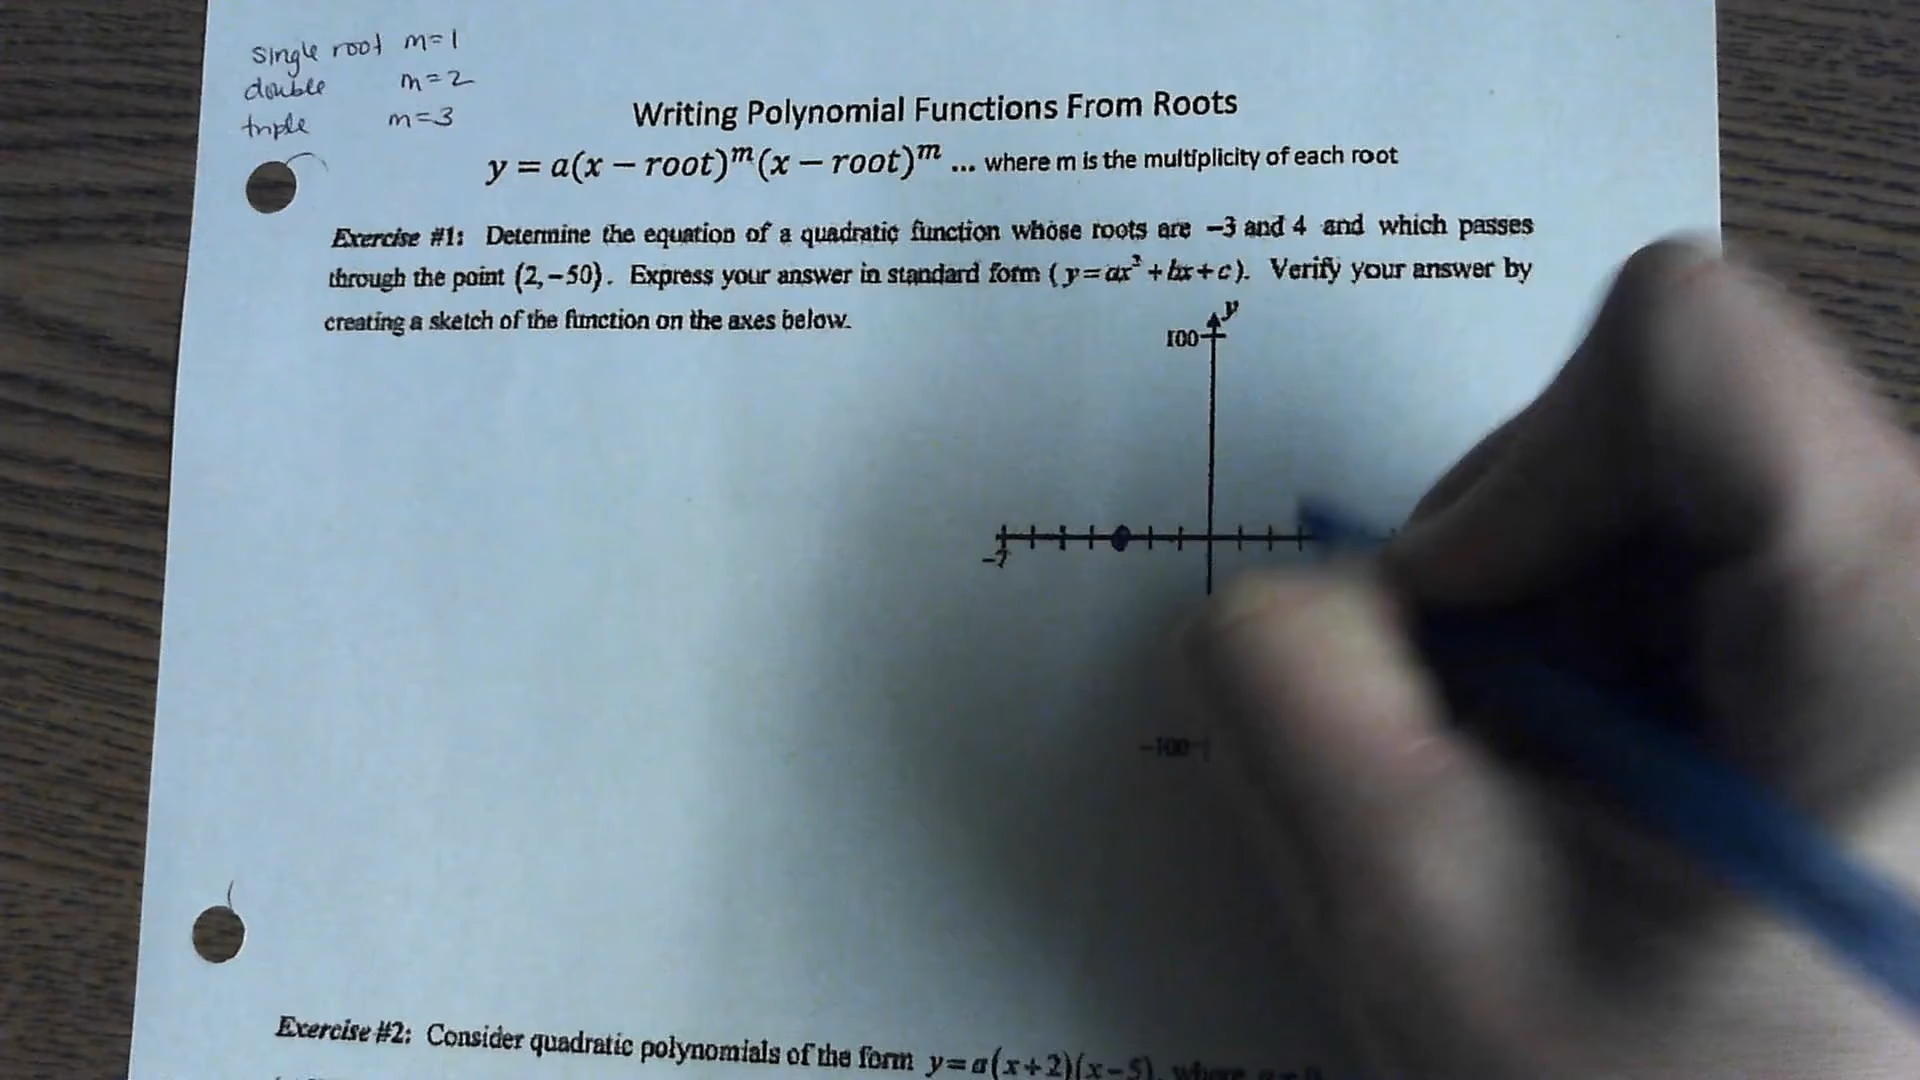 single root m=1
double m=2
triple m=3
Writing Polynomial Functions From Roots
y = a(x − root)^m (x − root)^m ... where m is the multiplicity of each root
Exercise #1: Determine the equation of a quadratic function whose roots are −3 and 4 and which passes
through the point (2,−50). Express your answer in standard form (y=ax²+bx+c). Verify your answer by
creating a sketch of the function on the axes below.
y
100
−7
−100
Exercise #2: Consider quadratic polynomials of the form y=a(x+2)(x−5), where